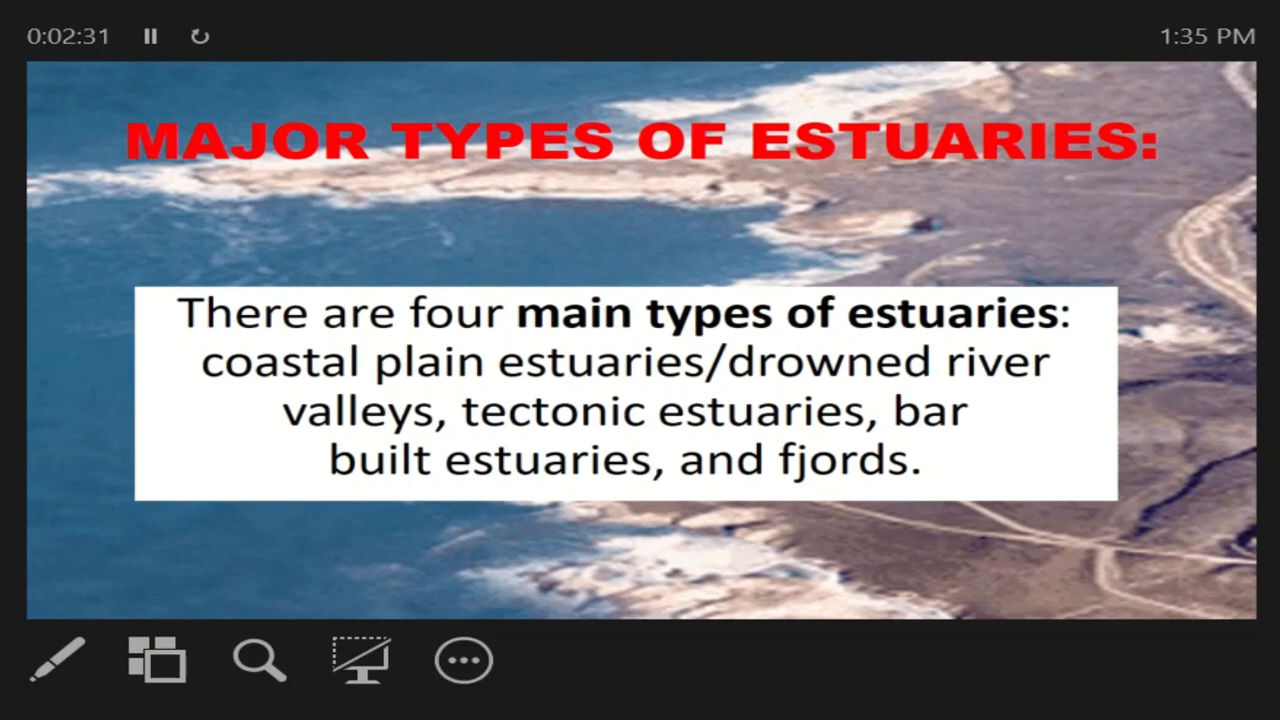 0:02:31
1:35 PM
MAJOR TYPES OF ESTUARIES:
There are four main types of estuaries:
coastal plain estuaries/drowned river
valleys, tectonic estuaries, bar
built estuaries, and fjords.